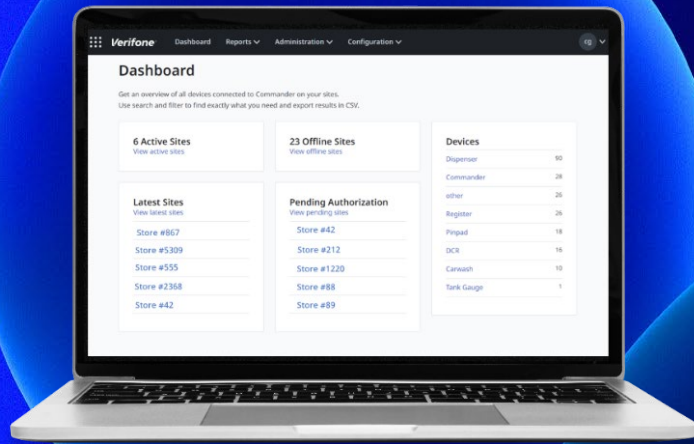 Verifone Dashboard Reports Administration Configuration cg
Dashboard
Get an overview of all devices connected to Commander on your sites.
Use search and filter to find exactly what you need and export results in CSV.
6 Active Sites
View active sites
23 Offline Sites
View offline sites
Latest Sites
View latest sites
Store #867
Store #5309
Store #555
Store #2368
Store #42
Pending Authorization
View pending sites
Store #42
Store #212
Store #1220
Store #88
Store #89
Devices
Dispenser 50
Commander 28
other 26
Register 26
Pinpad 18
DCR 16
Carwash 10
Tank Gauge 1